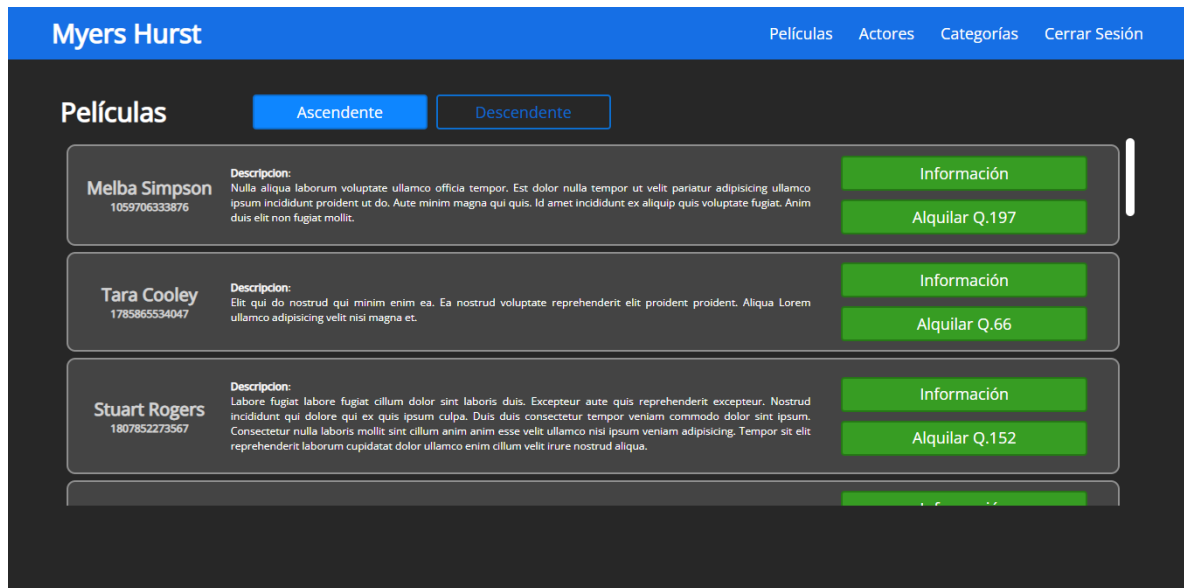 Myers Hurst
Películas Actores Categorías Cerrar Sesión
Películas
Ascendente
Descendente
Melba Simpson
1059706333876
Descripcion:
Nulla aliqua laborum voluptate ullamco officia tempor. Est dolor nulla tempor ut velit pariatur adipisicing ullamco
ipsum incididunt proident ut do. Aute minim magna qui quis. Id amet incididunt ex aliquip quis voluptate fugiat. Anim
duis elit non fugiat mollit.
Información
Alquilar Q.197
Tara Cooley
1785865534047
Descripcion:
Elit qui do nostrud qui minim enim ea. Ea nostrud voluptate reprehenderit elit proident proident. Aliqua Lorem
ullamco adipisicing velit nisi magna et.
Información
Alquilar Q.66
Stuart Rogers
1807852273567
Descripcion:
Labore fugiat labore fugiat cillum dolor sint laboris duis. Excepteur aute quis reprehenderit excepteur. Nostrud
incididunt qui dolore qui ex quis ipsum culpa. Duis duis consectetur tempor veniam commodo dolor sint ipsum.
Consectetur nulla laboris mollit sint cillum anim anim esse velit ullamco nisi ipsum veniam adipisicing. Tempor sit elit
reprehenderit laborum cupidatat dolor ullamco enim cillum velit irure nostrud aliqua.
Información
Alquilar Q.152